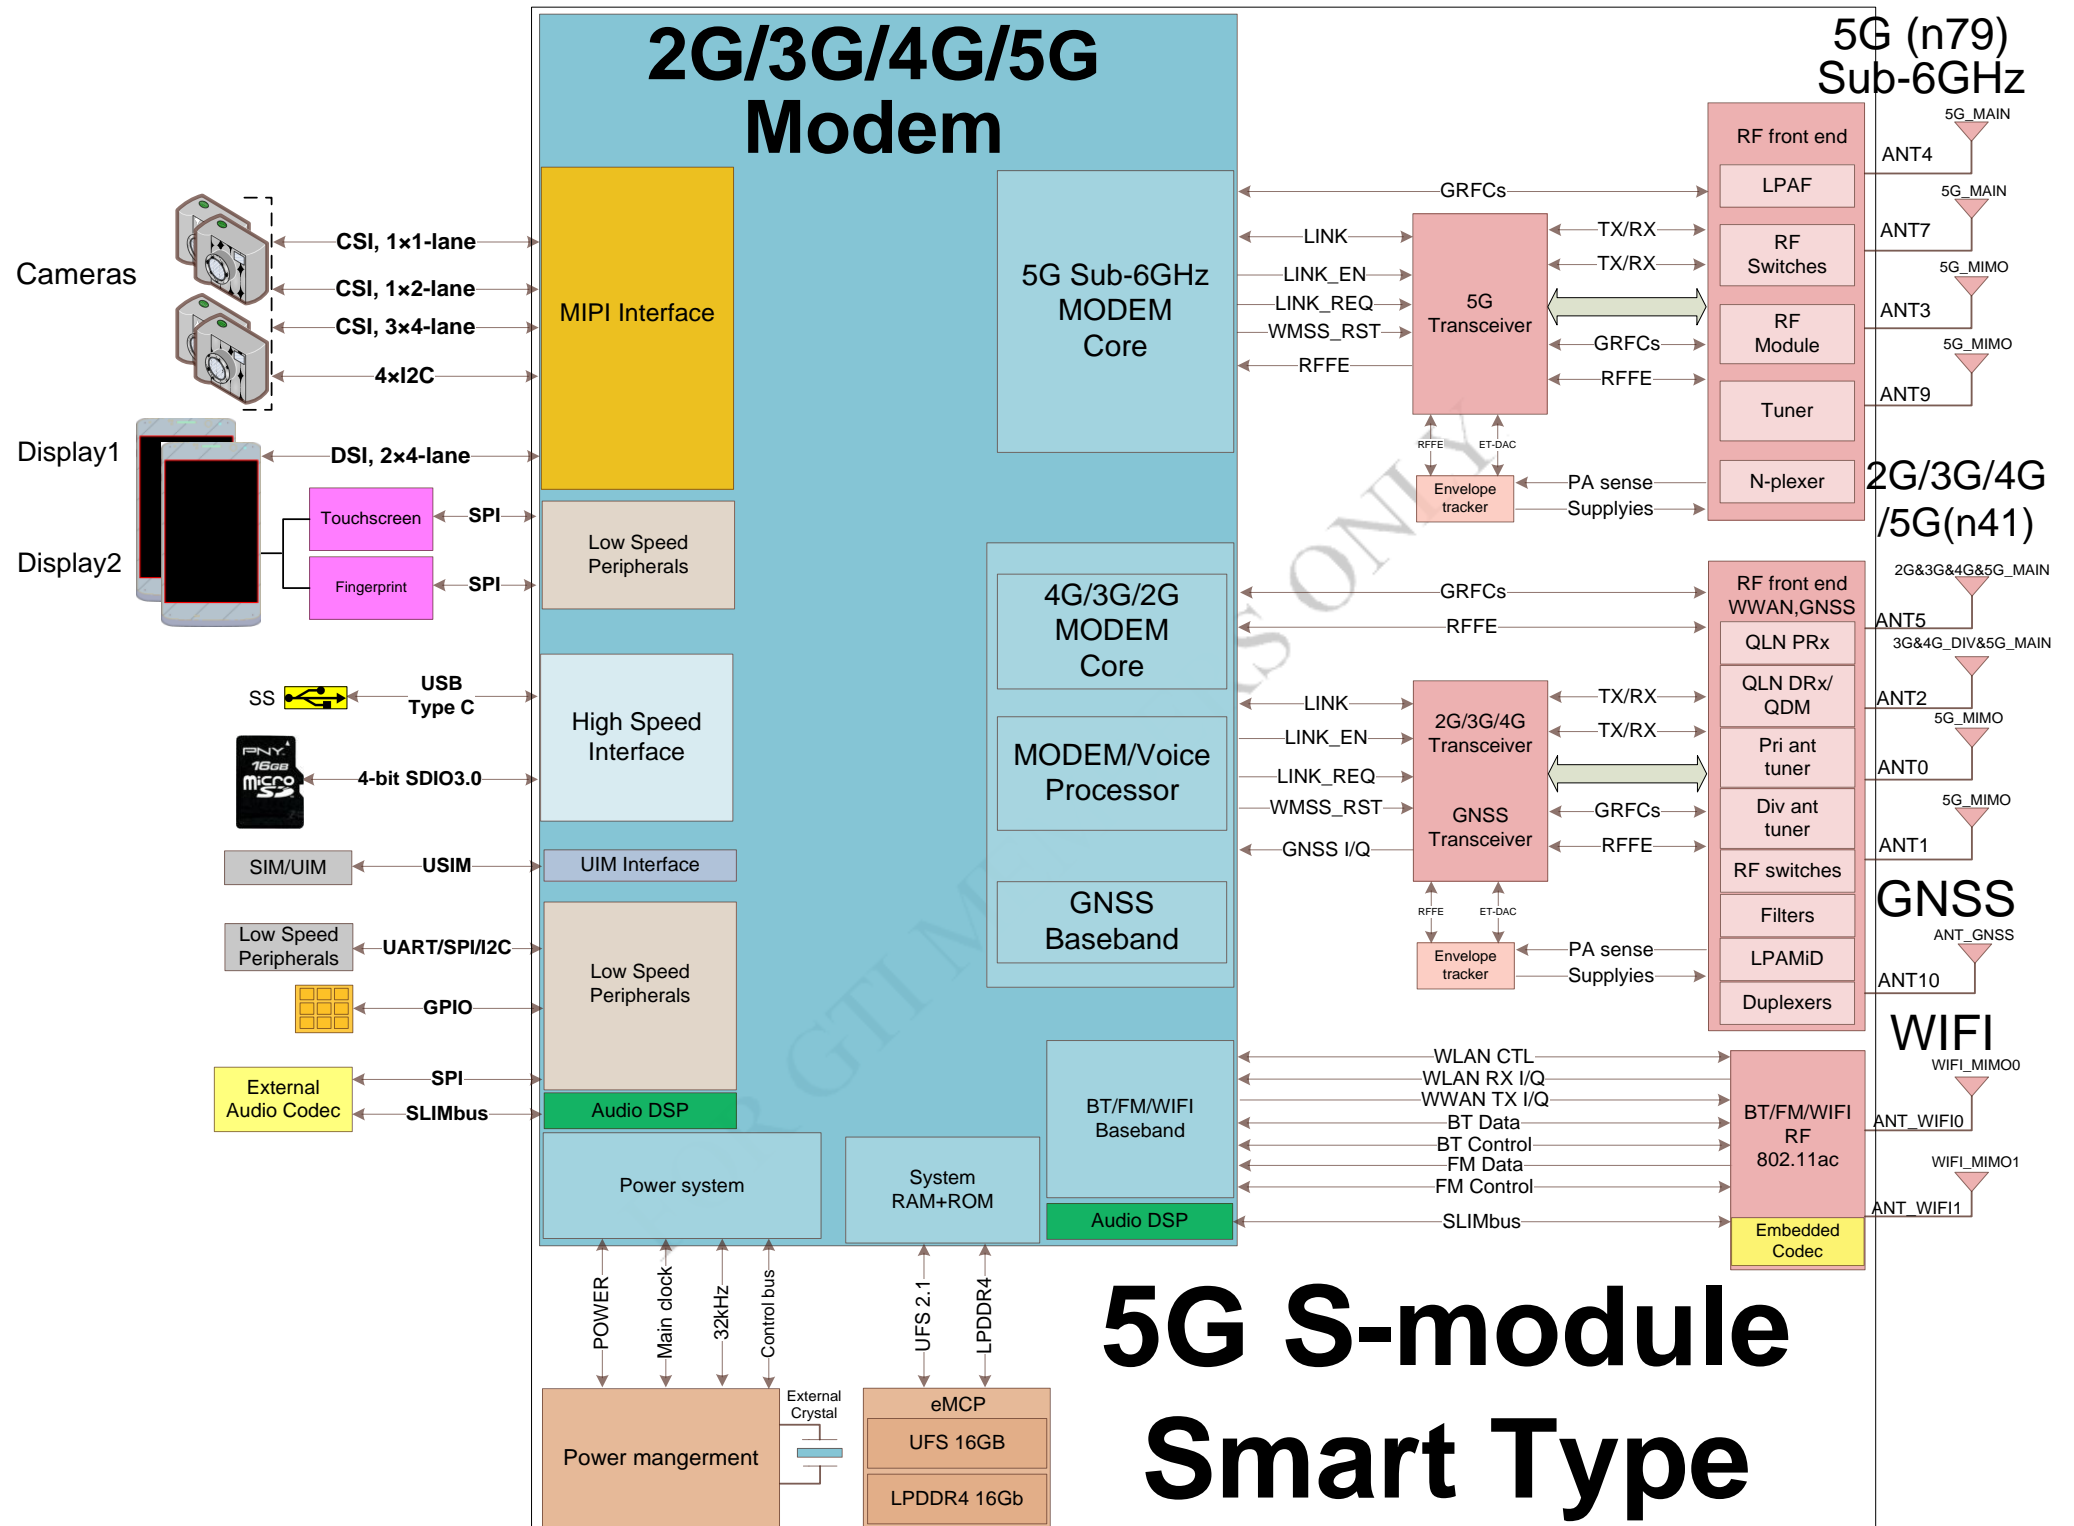 2G/3G/4G/5G
Modem
5G (n79)
Sub-6GHz
Cameras
CSI, 1×1-lane
CSI, 1×2-lane
CSI, 3×4-lane
4×I2C
MIPI Interface
Display1
DSI, 2×4-lane
Display2
Touchscreen
SPI
Fingerprint
SPI
Low Speed
Peripherals
SS
USB
Type C
High Speed
Interface
PNY
16GB
micro
SD
4-bit SDIO3.0
SIM/UIM
USIM
UIM Interface
Low Speed
Peripherals
UART/SPI/I2C
GPIO
Low Speed
Peripherals
External
Audio Codec
SPI
SLIMbus
Audio DSP
Power system
System
RAM+ROM
POWER
Main clock
32kHz
Control bus
UFS 2.1
LPDDR4
Power mangerment
External
Crystal
eMCP
UFS 16GB
LPDDR4 16Gb
5G Sub-6GHz
MODEM
Core
GRFCs
LINK
LINK_EN
LINK_REQ
WMSS_RST
RFFE
5G
Transceiver
TX/RX
TX/RX
GRFCs
RFFE
RFFE
ET-DAC
Envelope
tracker
PA sense
Supplyies
RF front end
LPAF
RF
Switches
RF
Module
Tuner
N-plexer
5G_MAIN
ANT4
5G_MAIN
ANT7
5G_MIMO
ANT3
5G_MIMO
ANT9
2G/3G/4G
/5G(n41)
4G/3G/2G
MODEM
Core
MODEM/Voice
Processor
GNSS
Baseband
GRFCs
RFFE
LINK
LINK_EN
LINK_REQ
WMSS_RST
GNSS I/Q
2G/3G/4G
Transceiver
GNSS
Transceiver
TX/RX
TX/RX
GRFCs
RFFE
RFFE
ET-DAC
Envelope
tracker
PA sense
Supplyies
RF front end
WWAN,GNSS
QLN PRx
QLN DRx/
QDM
Pri ant
tuner
Div ant
tuner
RF switches
Filters
LPAMiD
Duplexers
2G&3G&4G&5G_MAIN
ANT5
3G&4G_DIV&5G_MAIN
ANT2
5G_MIMO
ANT0
5G_MIMO
ANT1
GNSS
ANT_GNSS
ANT10
WIFI
WIFI_MIMO0
ANT_WIFI0
WIFI_MIMO1
ANT_WIFI1
BT/FM/WIFI
Baseband
Audio DSP
WLAN CTL
WLAN RX I/Q
WWAN TX I/Q
BT Data
BT Control
FM Data
FM Control
SLIMbus
BT/FM/WIFI
RF
802.11ac
Embedded
Codec
5G S-module
Smart Type